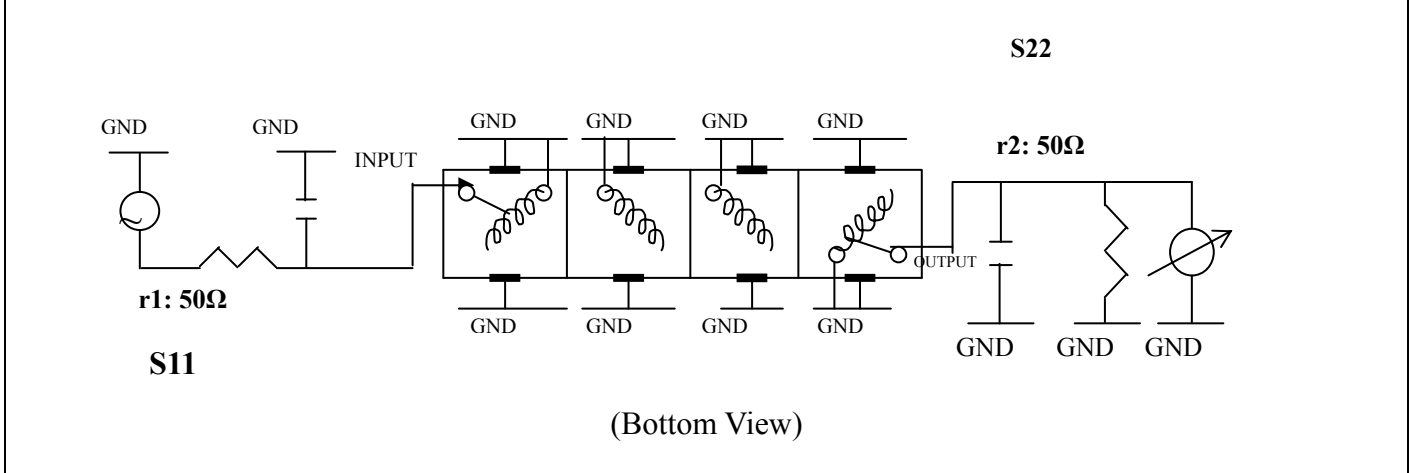 S22
GND GND GND GND
GND GND
r2: 50Ω
INPUT
OUTPUT
r1: 50Ω
GND GND GND GND
GND GND GND
S11
(Bottom View)